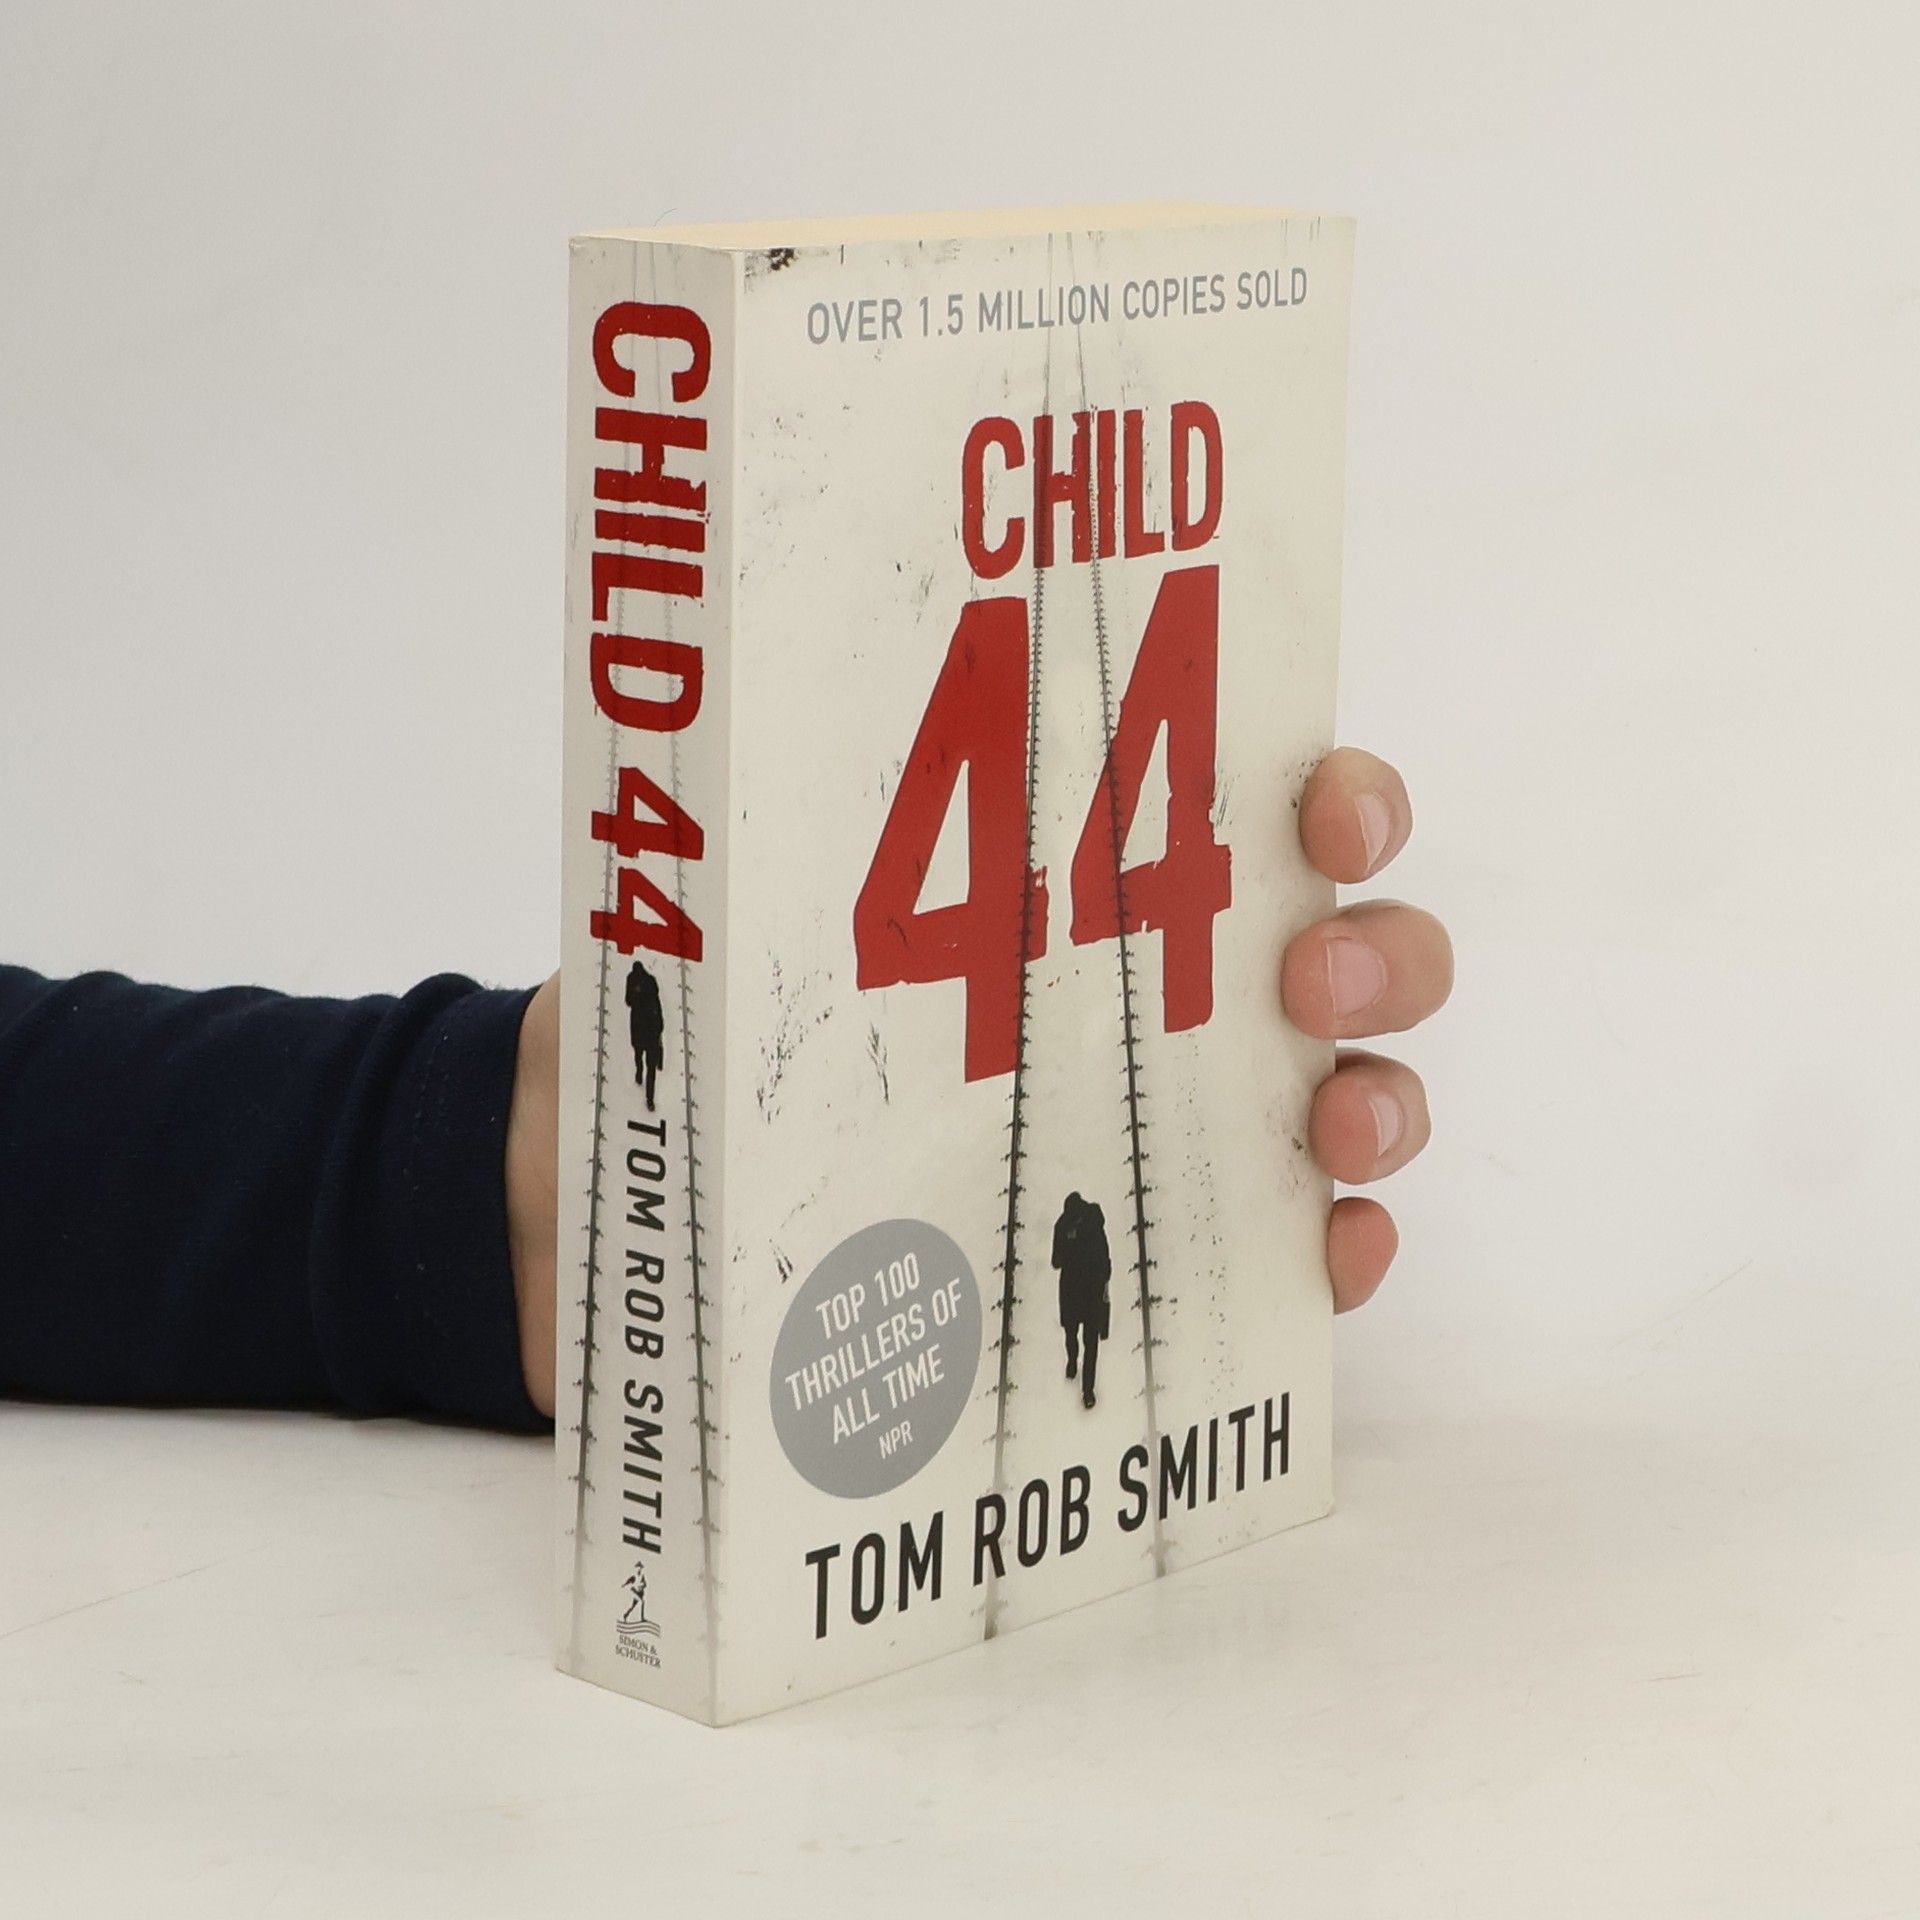 CHILD 44
TOM ROB SMITH
SIMON &
SCHUSTER
OVER 1.5 MILLION COPIES SOLD
CHILD
44
TOP 100
THRILLERS OF
ALL TIME
NPR
TOM ROB SMITH